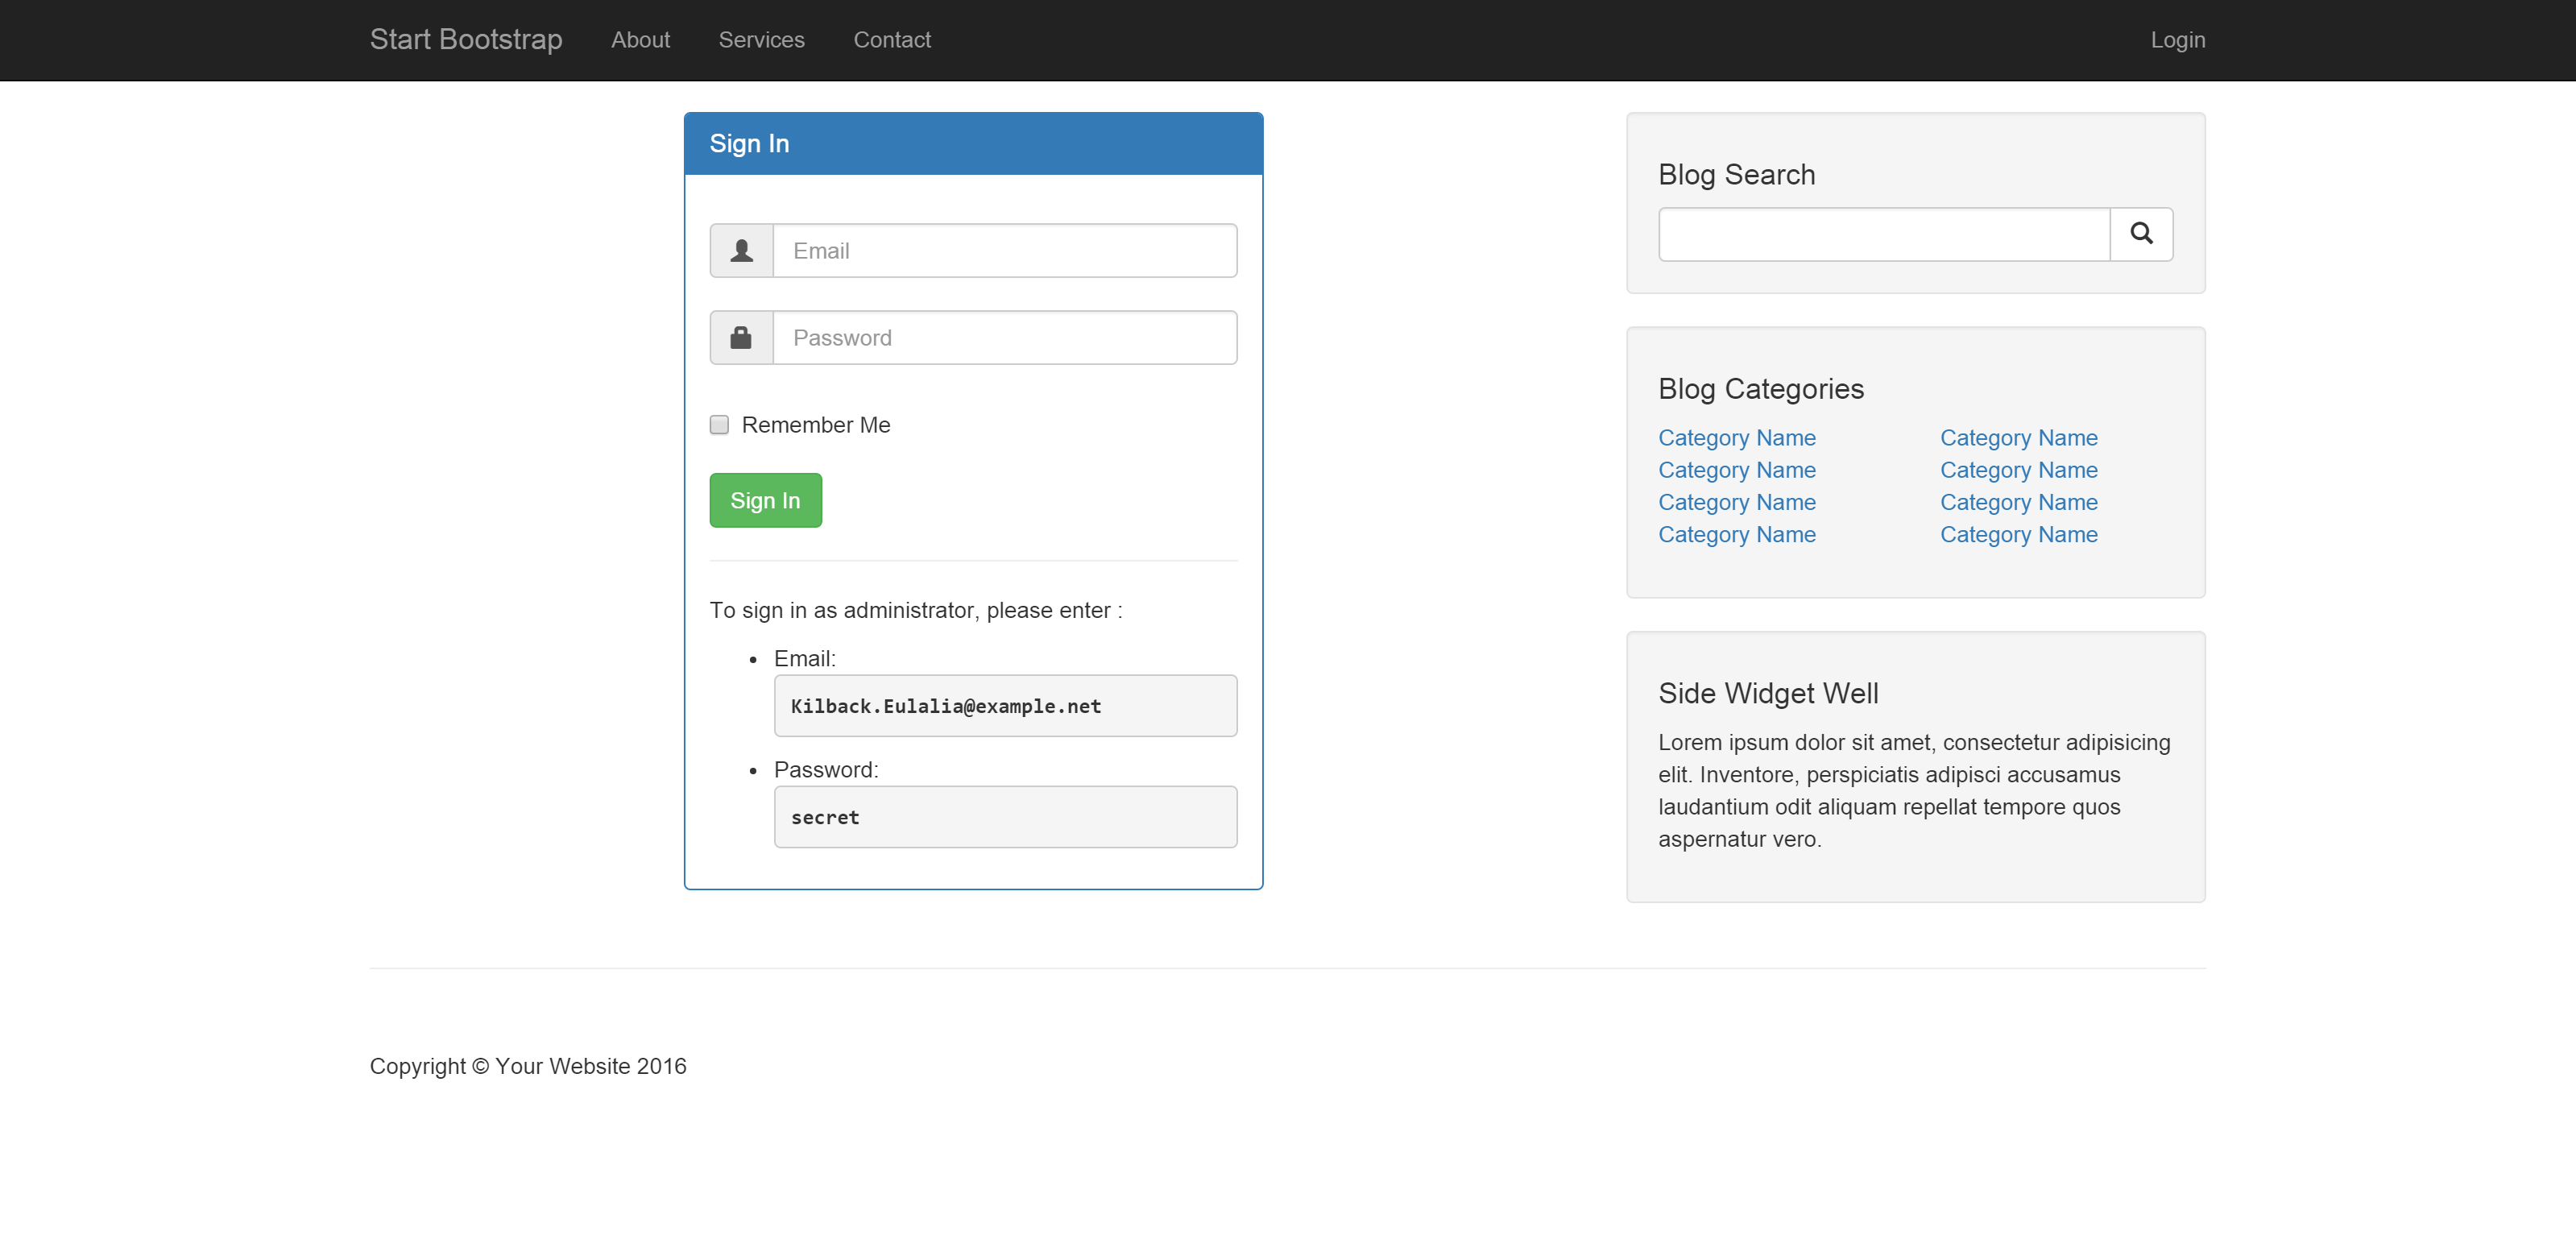 Start Bootstrap About Services Contact Login
Sign In
Email
Password
Remember Me
Sign In
To sign in as administrator, please enter :
Email:
Kilback.Eulalia@example.net
Password:
secret
Blog Search
Blog Categories
Category Name Category Name
Category Name Category Name
Category Name Category Name
Category Name Category Name
Side Widget Well
Lorem ipsum dolor sit amet, consectetur adipisicing
elit. Inventore, perspiciatis adipisci accusamus
laudantium odit aliquam repellat tempore quos
aspernatur vero.
Copyright © Your Website 2016